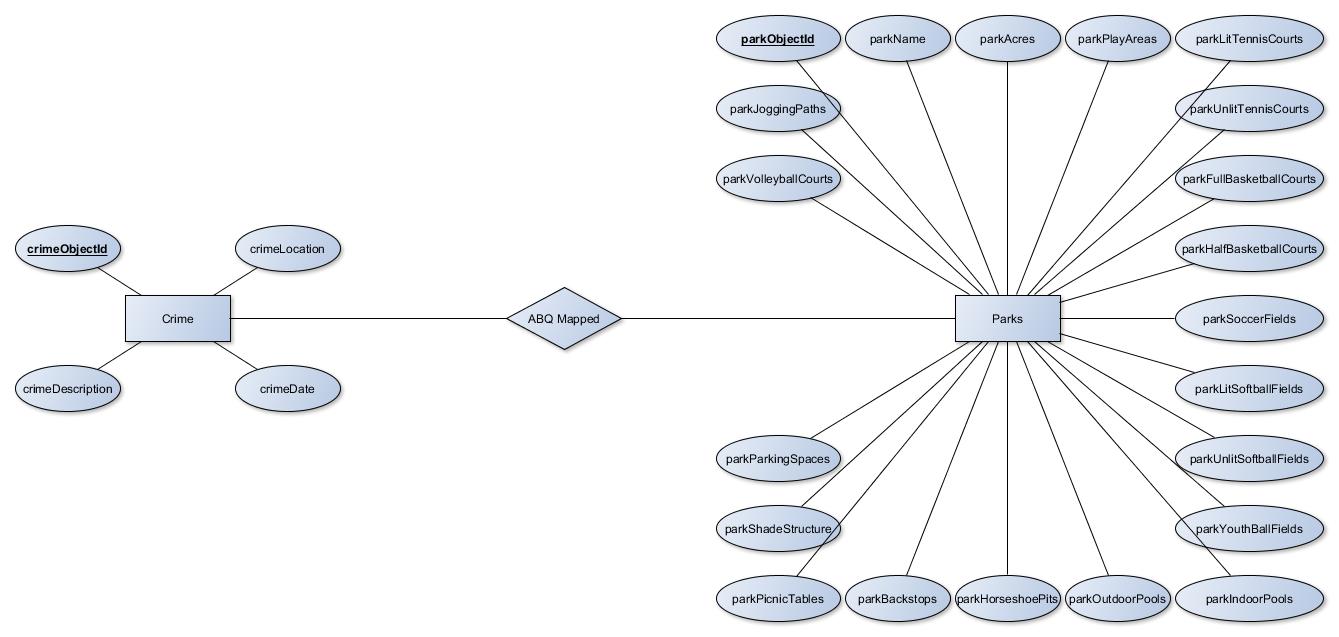 parkObjectId parkName parkAcres parkPlayAreas parkLitTennisCourts
parkJoggingPaths parkUnlitTennisCourts
parkVolleyballCourts parkFullBasketballCourts
crimeObjectId crimeLocation parkHalfBasketballCourts
Crime ABQ Mapped Parks parkSoccerFields
crimeDescription crimeDate parkLitSoftballFields
parkParkingSpaces parkUnlitSoftballFields
parkShadeStructure parkYouthBallFields
parkPicnicTables parkBackstops parkHorseshoePits parkOutdoorPools parkIndoorPools